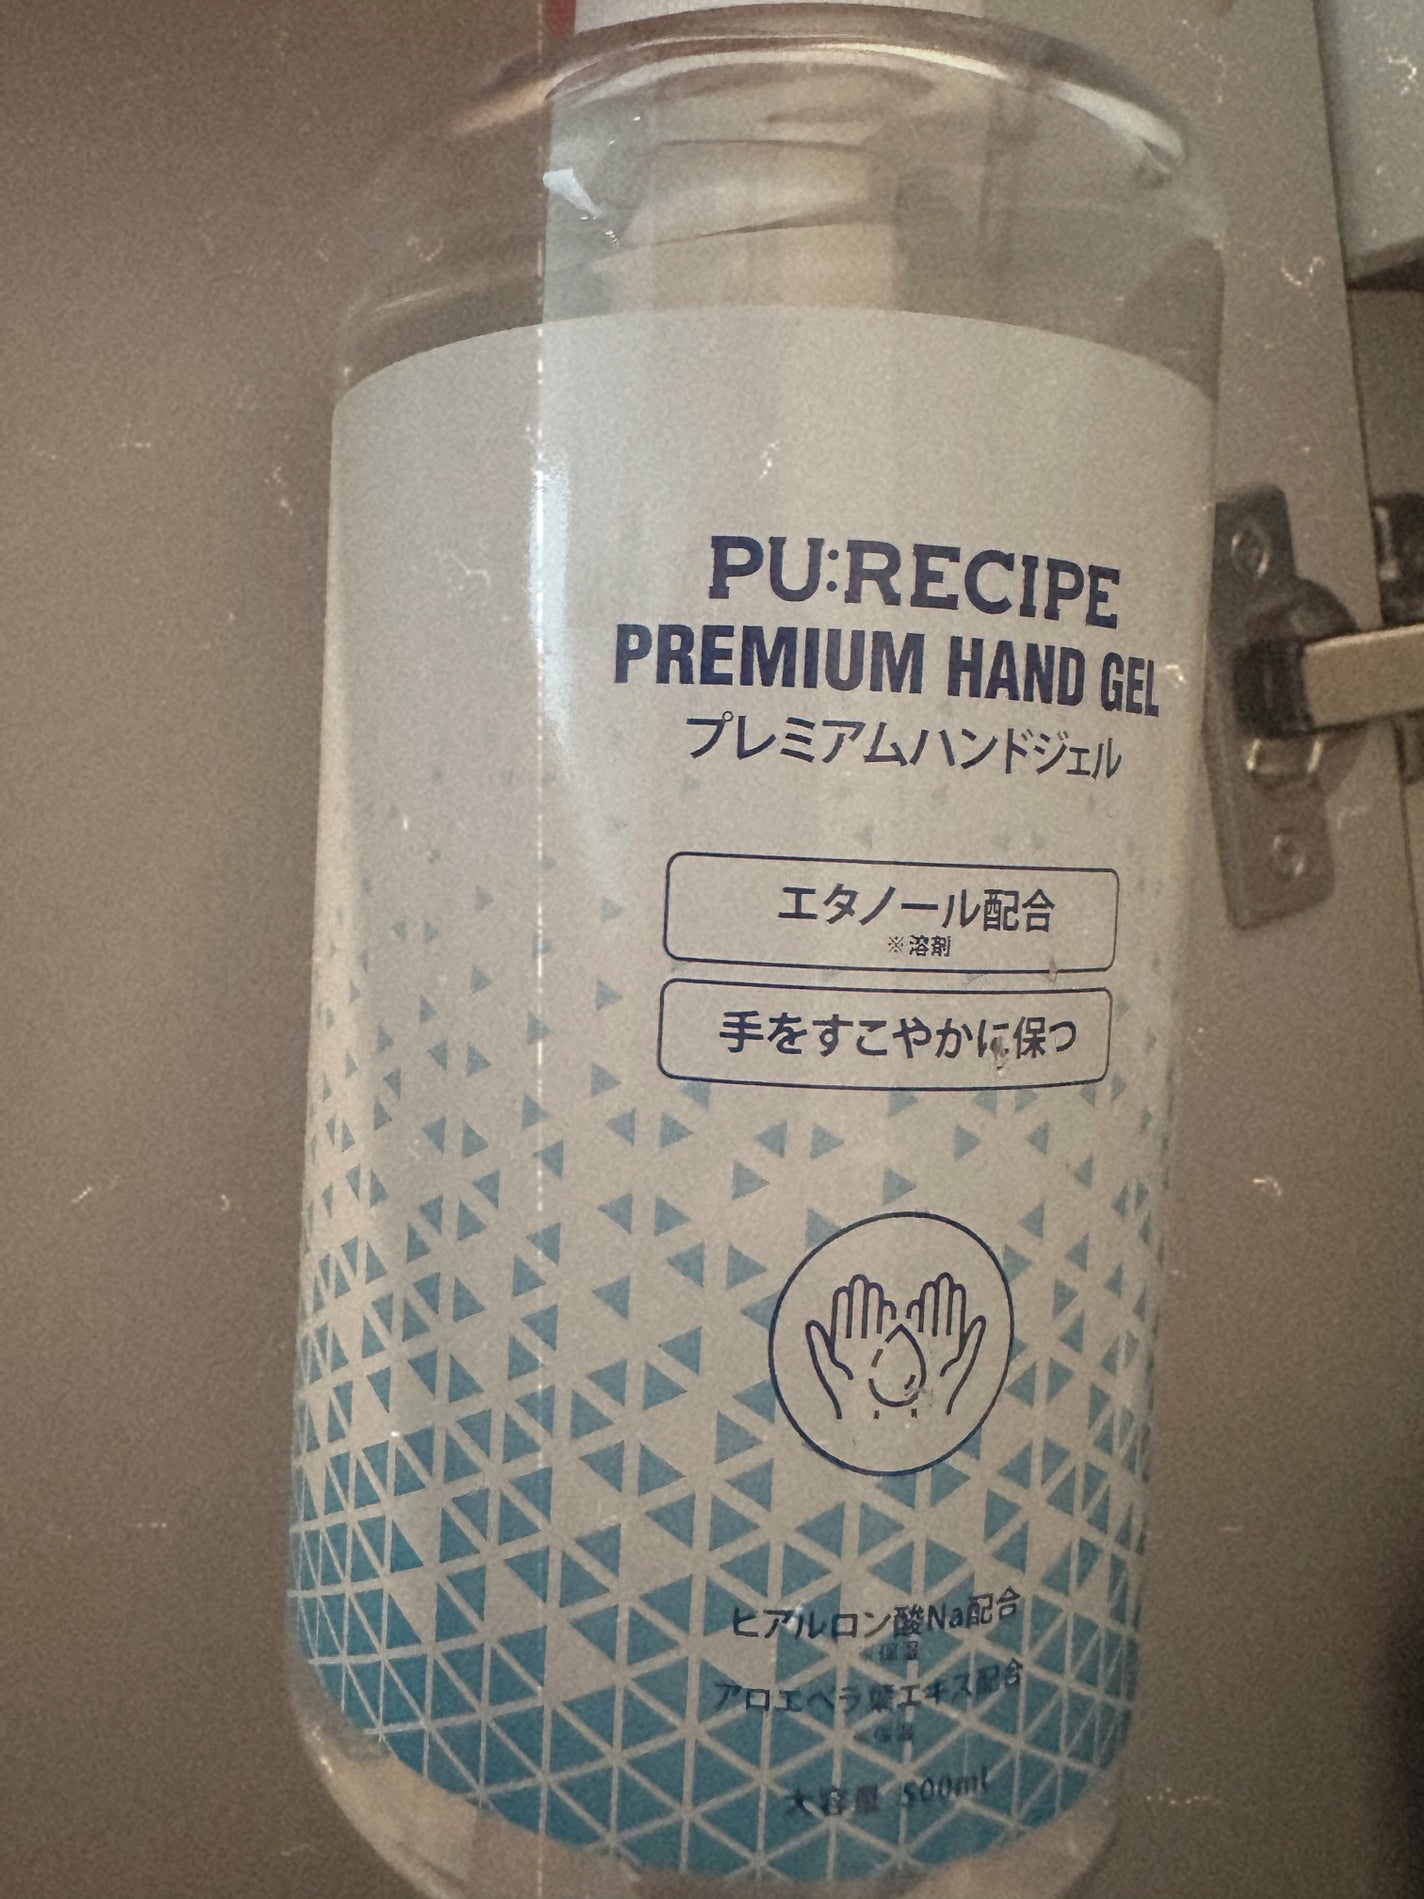 PU:RECIPE
PREMIUM HAND GEL
プレミアムハンドジェル
エタノール配合
※溶剤
手をすこやかに保つ
ヒアルロン酸Na配合
※保湿
アロエベラ葉エキス配合
※保湿
大容量 500ml